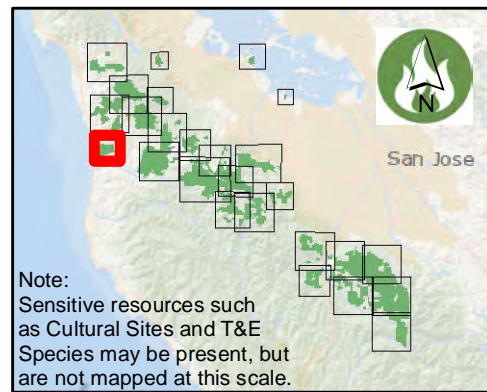 N
San Jose
Note:
Sensitive resources such
as Cultural Sites and T&E
Species may be present, but
are not mapped at this scale.